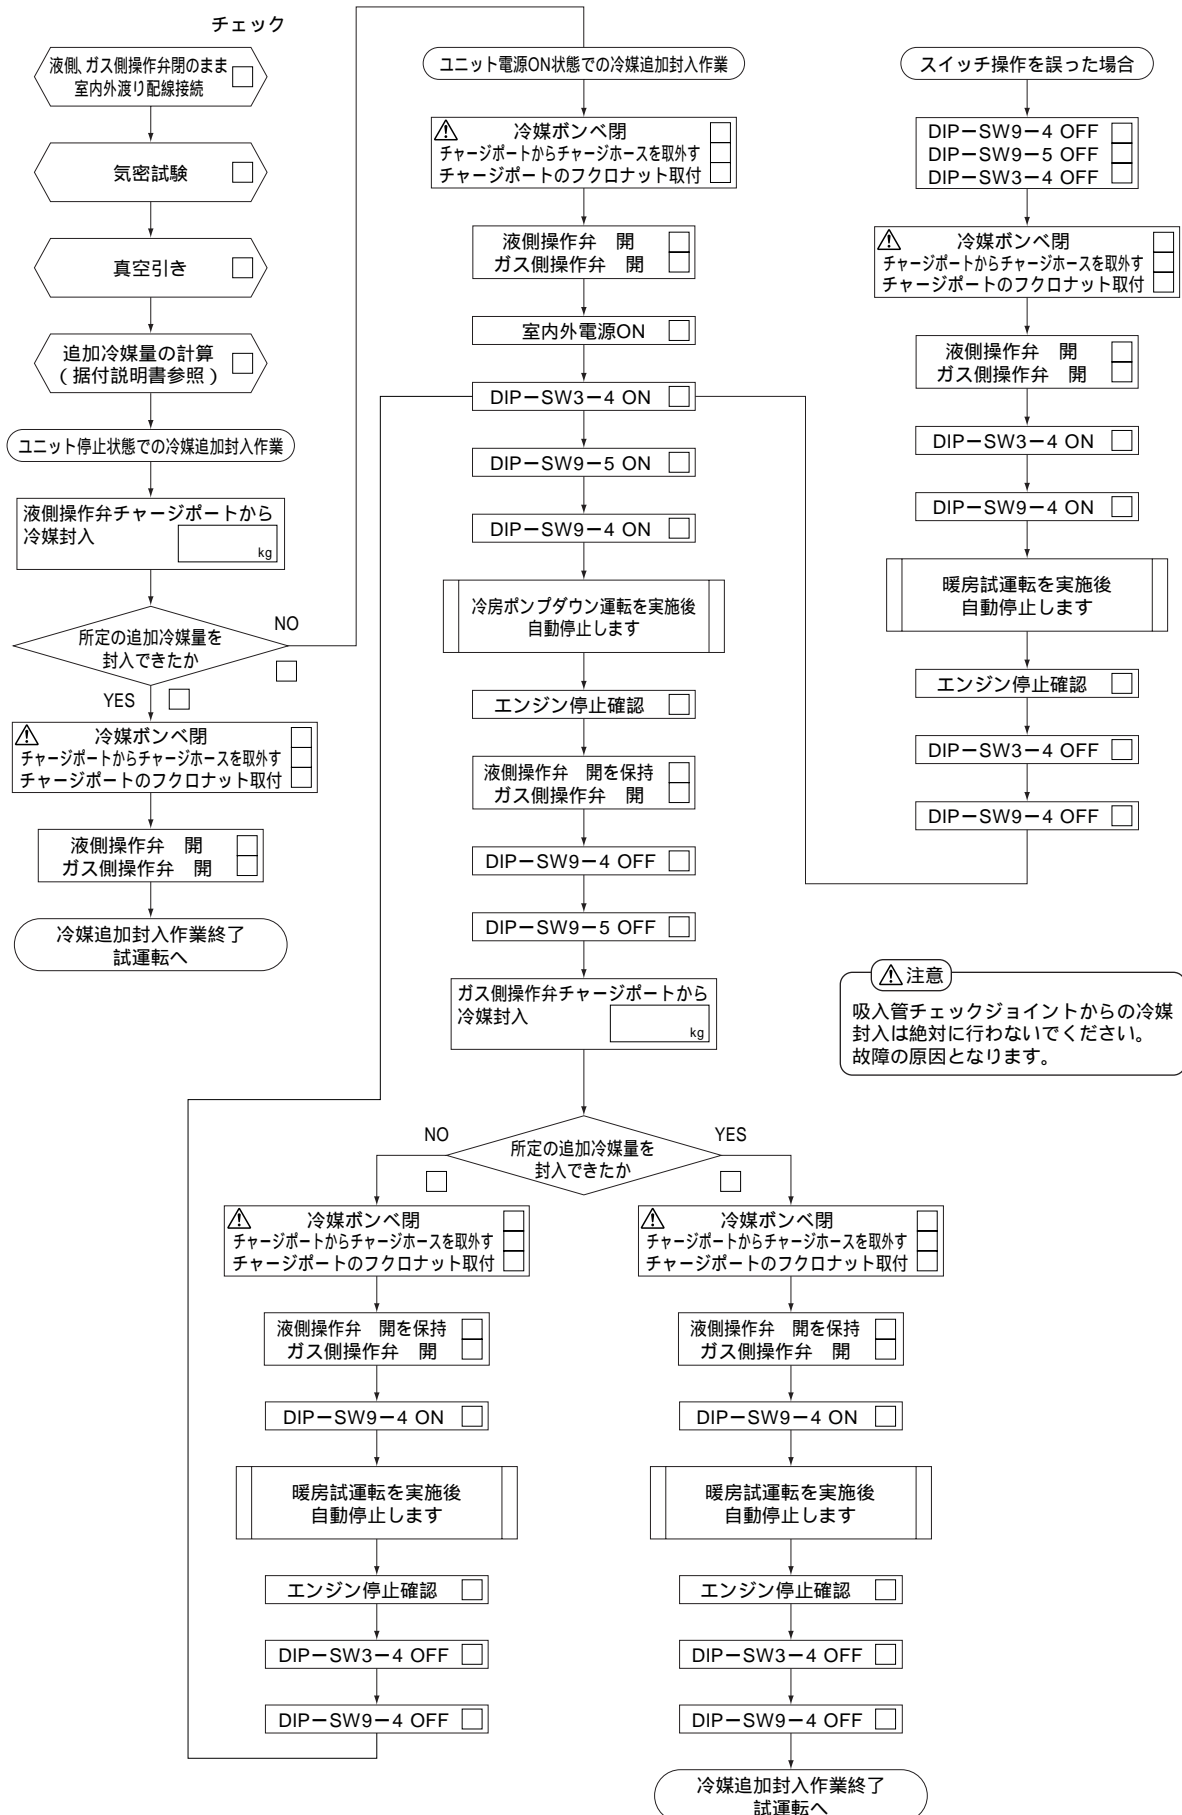 チェック
液側、ガス側操作弁閉のまま
室内外渡り配線接続
気密試験
真空引き
追加冷媒量の計算
(据付説明書参照)
ユニット停止状態での冷媒追加封入作業
液側操作弁チャージポートから
冷媒封入
kg
所定の追加冷媒量を
封入できたか
NO
YES
⚠ 冷媒ボンベ閉
チャージポートからチャージホースを取外す
チャージポートのフクロナット取付
液側操作弁 開
ガス側操作弁 開
冷媒追加封入作業終了
試運転へ
ユニット電源ON状態での冷媒追加封入作業
⚠ 冷媒ボンベ閉
チャージポートからチャージホースを取外す
チャージポートのフクロナット取付
液側操作弁 開
ガス側操作弁 開
室内外電源ON
DIP-SW3-4 ON
DIP-SW9-5 ON
DIP-SW9-4 ON
冷房ポンプダウン運転を実施後
自動停止します
エンジン停止確認
液側操作弁 開を保持
ガス側操作弁 開
DIP-SW9-4 OFF
DIP-SW9-5 OFF
ガス側操作弁チャージポートから
冷媒封入
kg
所定の追加冷媒量を
封入できたか
NO
YES
⚠ 冷媒ボンベ閉
チャージポートからチャージホースを取外す
チャージポートのフクロナット取付
液側操作弁 開を保持
ガス側操作弁 開
DIP-SW9-4 ON
暖房試運転を実施後
自動停止します
エンジン停止確認
DIP-SW3-4 OFF
DIP-SW9-4 OFF
⚠ 冷媒ボンベ閉
チャージポートからチャージホースを取外す
チャージポートのフクロナット取付
液側操作弁 開を保持
ガス側操作弁 開
DIP-SW9-4 ON
暖房試運転を実施後
自動停止します
エンジン停止確認
DIP-SW3-4 OFF
DIP-SW9-4 OFF
冷媒追加封入作業終了
試運転へ
スイッチ操作を誤った場合
DIP-SW9-4 OFF
DIP-SW9-5 OFF
DIP-SW3-4 OFF
⚠ 冷媒ボンベ閉
チャージポートからチャージホースを取外す
チャージポートのフクロナット取付
液側操作弁 開
ガス側操作弁 開
DIP-SW3-4 ON
DIP-SW9-4 ON
暖房試運転を実施後
自動停止します
エンジン停止確認
DIP-SW3-4 OFF
DIP-SW9-4 OFF
⚠ 注意
吸入管チェックジョイントからの冷媒
封入は絶対に行わないでください。
故障の原因となります。